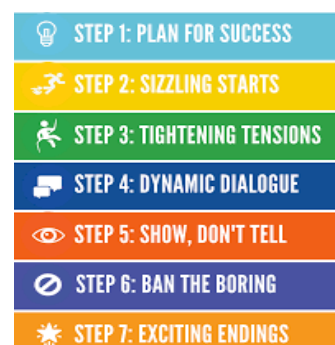 STEP 1: PLAN FOR SUCCESS
STEP 2: SIZZLING STARTS
STEP 3: TIGHTENING TENSIONS
STEP 4: DYNAMIC DIALOGUE
STEP 5: SHOW, DON'T TELL
STEP 6: BAN THE BORING
STEP 7: EXCITING ENDINGS